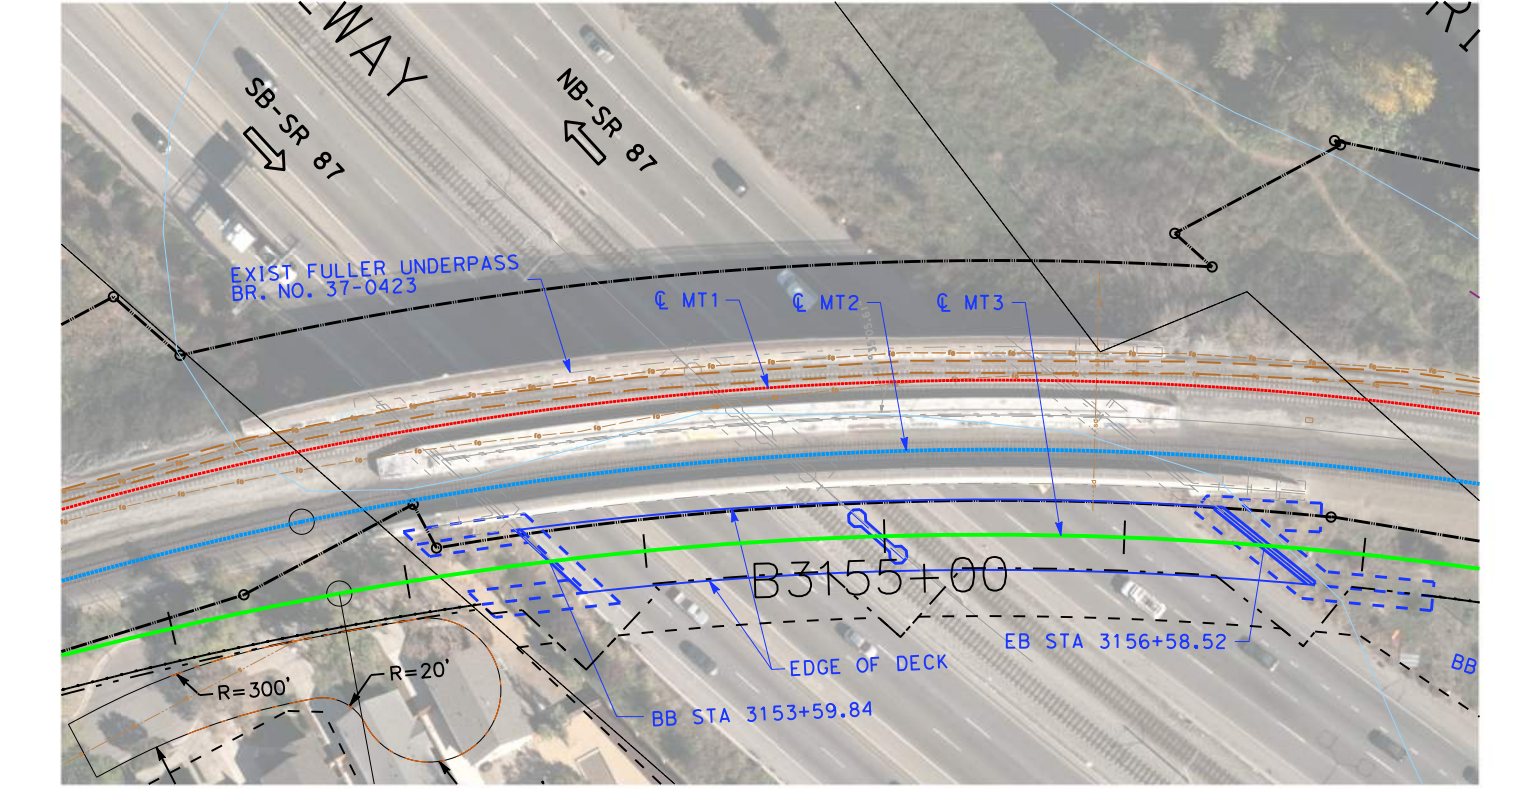 WAY
RI
SB-SR 87
NB-SR 87
EXIST FULLER UNDERPASS
BR. NO. 37-0423
℄ MT1
℄ MT2
℄ MT3
B3155+00
EB STA 3156+58.52
EDGE OF DECK
BB STA 3153+59.84
BB
R=300'
R=20'